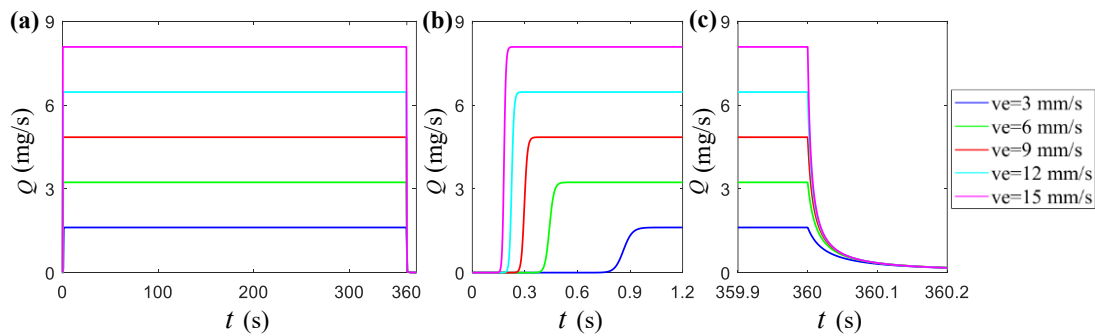 (a)
9
6
3
0
Q (mg/s)
0 100 200 300 360
t (s)
(b)
9
6
3
0
Q (mg/s)
0 0.3 0.6 0.9 1.2
t (s)
(c)
9
6
3
0
Q (mg/s)
359.9 360 360.1 360.2
t (s)
ve=3 mm/s
ve=6 mm/s
ve=9 mm/s
ve=12 mm/s
ve=15 mm/s